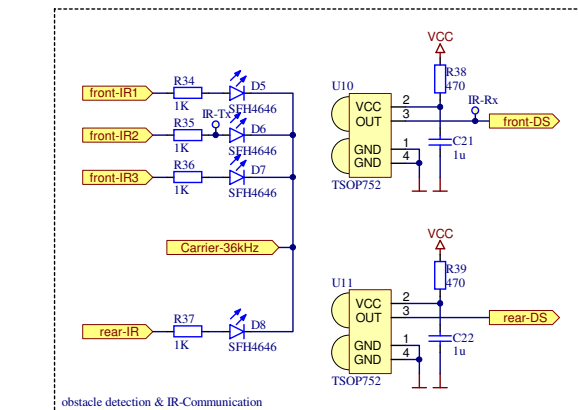 VCC
R34
D5
front-IR1
1K
SFH4646
R38
470
U10
IR-Tx
R35
D6
front-IR2
1K
SFH4646
VCC
2
OUT
3
IR-Rx
front-DS
R36
D7
front-IR3
1K
SFH4646
GND
1
GND
4
C21
1u
TSOP752
Carrier-36kHz
VCC
R39
470
U11
VCC
2
OUT
3
rear-DS
R37
D8
rear-IR
1K
SFH4646
GND
1
GND
4
C22
1u
TSOP752
obstacle detection & IR-Communication